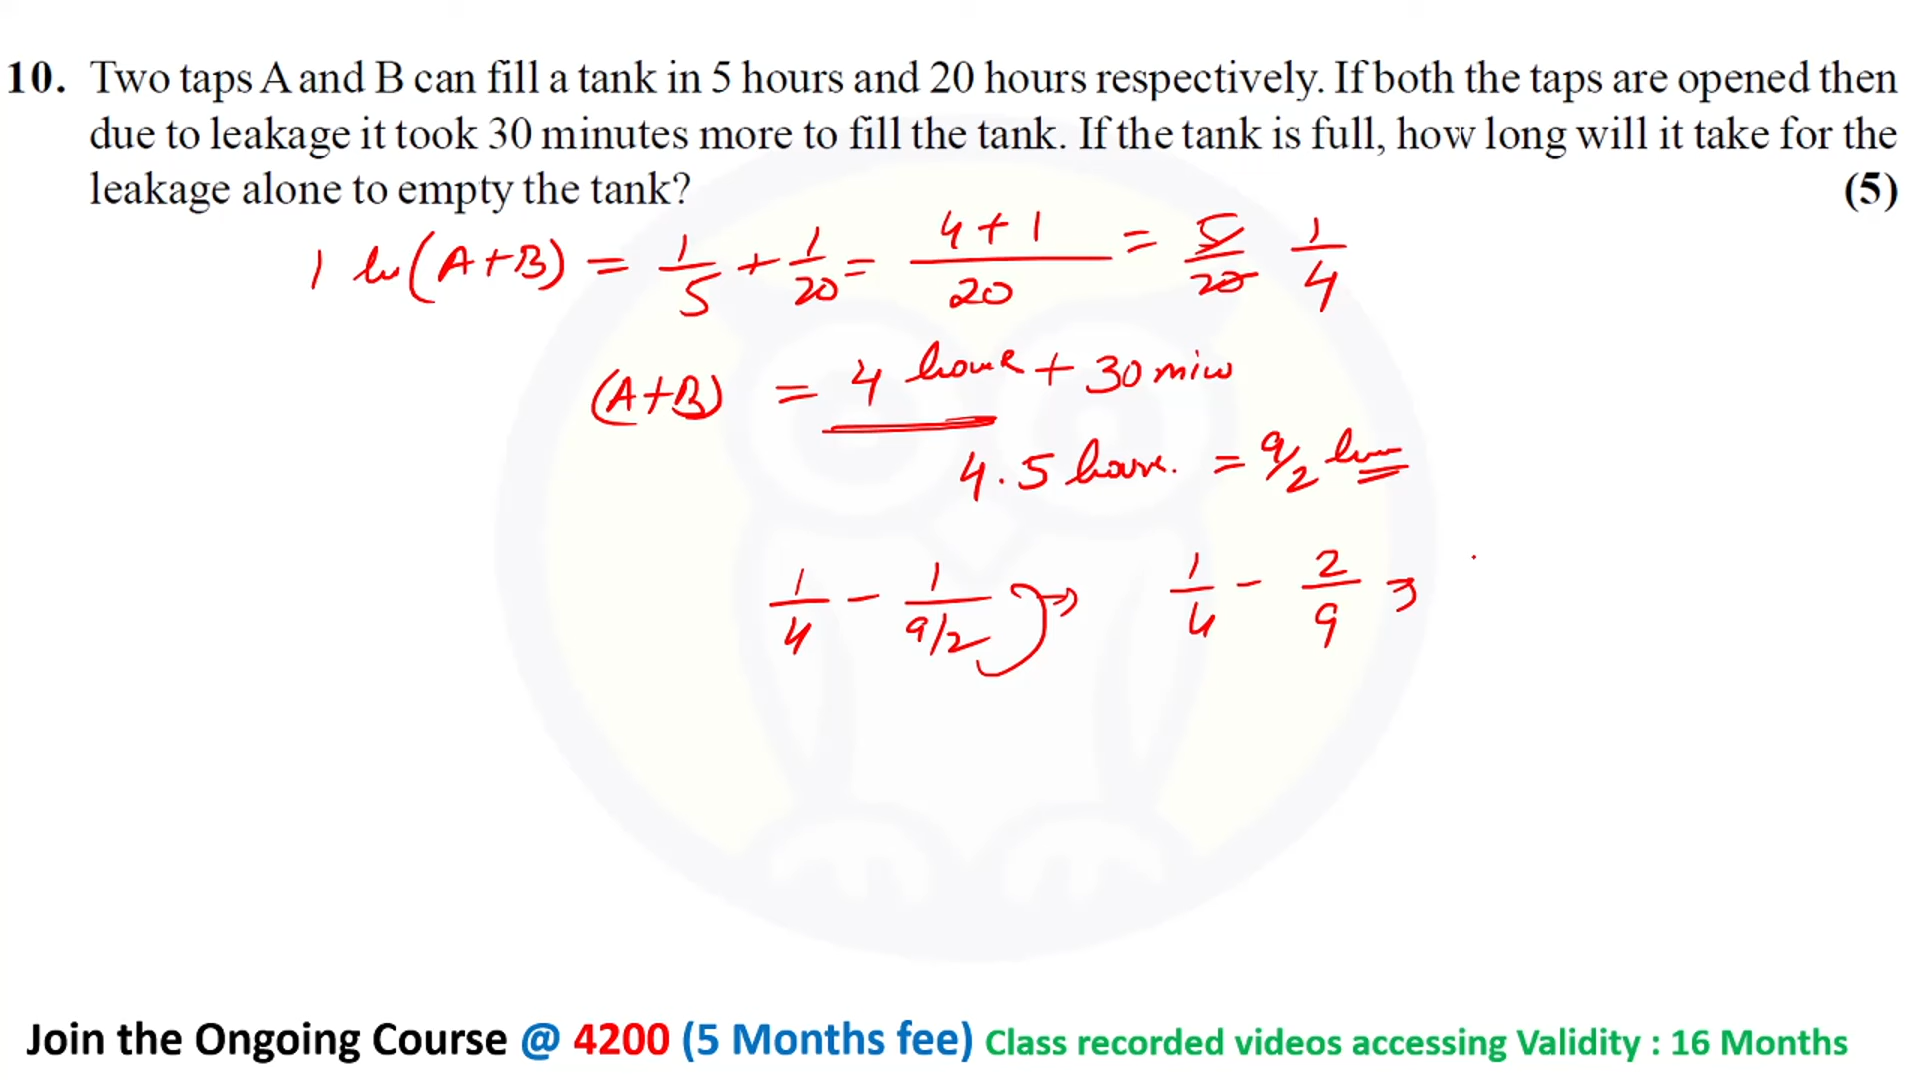 10. Two taps A and B can fill a tank in 5 hours and 20 hours respectively. If both the taps are opened then
due to leakage it took 30 minutes more to fill the tank. If the tank is full, how long will it take for the
leakage alone to empty the tank? (5)
1 hr (A+B) = 1/5 + 1/20 = 4+1/20 = 5/20 1/4
(A+B) = 4 hour + 30 min
4.5 hour. = 9/2 hour
1/4 - 1/9/2 → 1/4 - 2/9 →
Join the Ongoing Course @ 4200 (5 Months fee) Class recorded videos accessing Validity : 16 Months